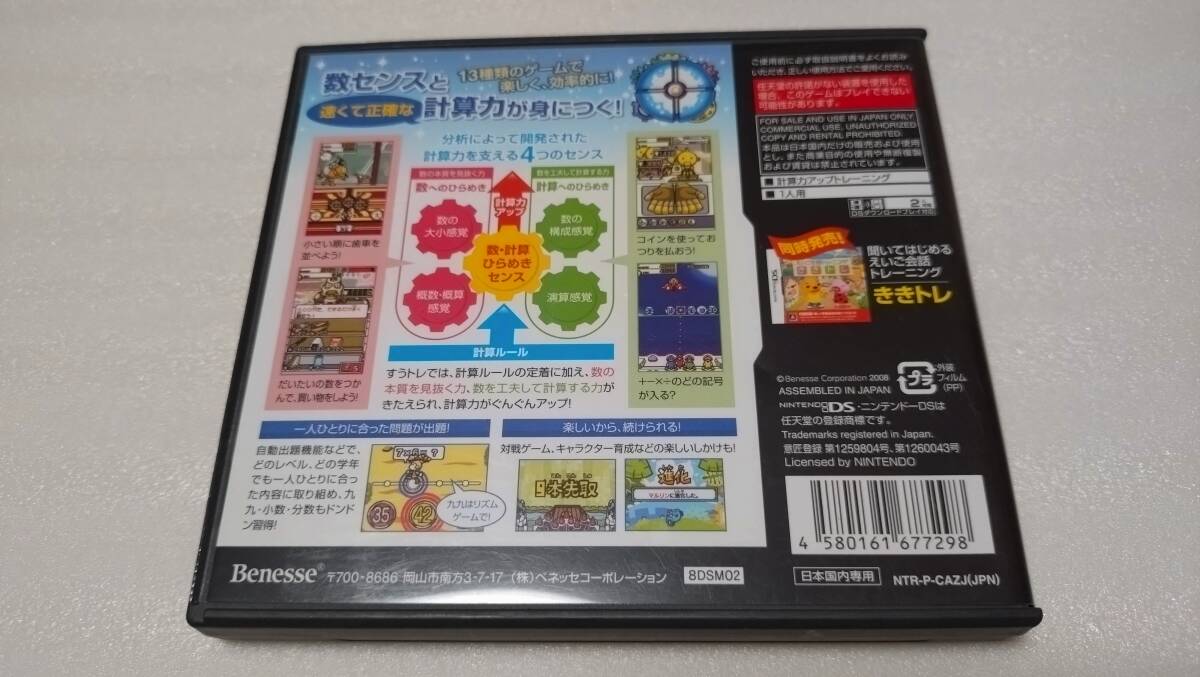 数センスと
13種類のゲームで
楽しく、効率的に!
速くて正確な
計算力が身につく!
分析によって開発された
計算力を支える4つのセンス
数の本質を見抜く力
数へのひらめき
数の
大小感覚
概数・概算
感覚
計算力
アップ
数・計算
ひらめき
センス
数を工夫して計算する力
計算へのひらめき
数の
構成感覚
演算感覚
計算ルール
小さい順に歯車を
並べよう!
だいたいの数をつか
んで、買い物をしよう!
コインを使ってお
つりを払おう!
+-×÷のどの記号
が入る?
すうトレでは、計算ルールの定着に加え、数の
本質を見抜く力、数を工夫して計算する力が
きたえられ、計算力がぐんぐんアップ!
一人ひとりに合った問題が出題!
自動出題機能などで、
どのレベル、どの学年
でも一人ひとりに合っ
た内容に取り組め、九
九・小数・分数もドンド
ン習得!
7×6=?
35
42
九九はリズム
ゲームで!
楽しいから、続けられる!
対戦ゲーム、キャラクター育成などの楽しいしかけも!
本先取
進化
マルリンに進化した。
Benesse®
〒700-8686 岡山市南方3-7-17 (株)ベネッセコーポレーション
8DSM02
ご使用前に必ず取扱説明書をよくお読み
いただき、正しい使用方法でご使用ください。
任天堂の許諾がない装置を使用した
場合、このゲームはプレイできない
可能性があります。
FOR SALE AND USE IN JAPAN ONLY
COMMERCIAL USE, UNAUTHORIZED
COPY AND RENTAL PROHIBITED.
本品は日本国内だけの販売および使用
とし、また商業目的の使用や無断複製
および賃貸は禁止されています。
■計算力アップトレーニング
■1人用
DSダウンロードプレイ対応
同時発売!
聞いてはじめる
えいご会話
トレーニング
ききトレ
©Benesse Corporation 2008
ASSEMBLED IN JAPAN
プラ
外装
フィルム
(PP)
NINTENDO DS・ニンテンドーDSは
任天堂の登録商標です。
Trademarks registered in Japan.
意匠登録 第1259804号、第1260043号
Licensed by NINTENDO
4 580161 677298
日本国内専用
NTR-P-CAZJ(JPN)